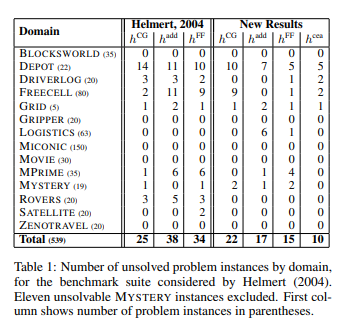 Domain Helmert, 2004 New Results
h^CG h^add h^FF h^CG h^add h^FF h^cea
BLOCKSWORLD (35) 0 0 0 0 0 0 0
DEPOT (22) 14 11 10 10 7 5 5
DRIVERLOG (20) 3 3 2 0 0 1 2
FREECELL (80) 2 11 9 9 0 1 2
GRID (5) 1 2 1 1 2 1 1
GRIPPER (20) 0 0 0 0 0 0 0
LOGISTICS (63) 0 0 0 0 6 1 0
MICONIC (150) 0 0 0 0 0 0 0
MOVIE (30) 0 0 0 0 0 0 0
MPRIME (35) 1 6 6 0 1 4 0
MYSTERY (19) 1 0 1 2 1 2 0
ROVERS (20) 3 5 3 0 0 0 0
SATELLITE (20) 0 0 2 0 0 0 0
ZENOTRAVEL (20) 0 0 0 0 0 0 0
Total (539) 25 38 34 22 17 15 10
Table 1: Number of unsolved problem instances by domain,
for the benchmark suite considered by Helmert (2004).
Eleven unsolvable MYSTERY instances excluded. First col-
umn shows number of problem instances in parentheses.